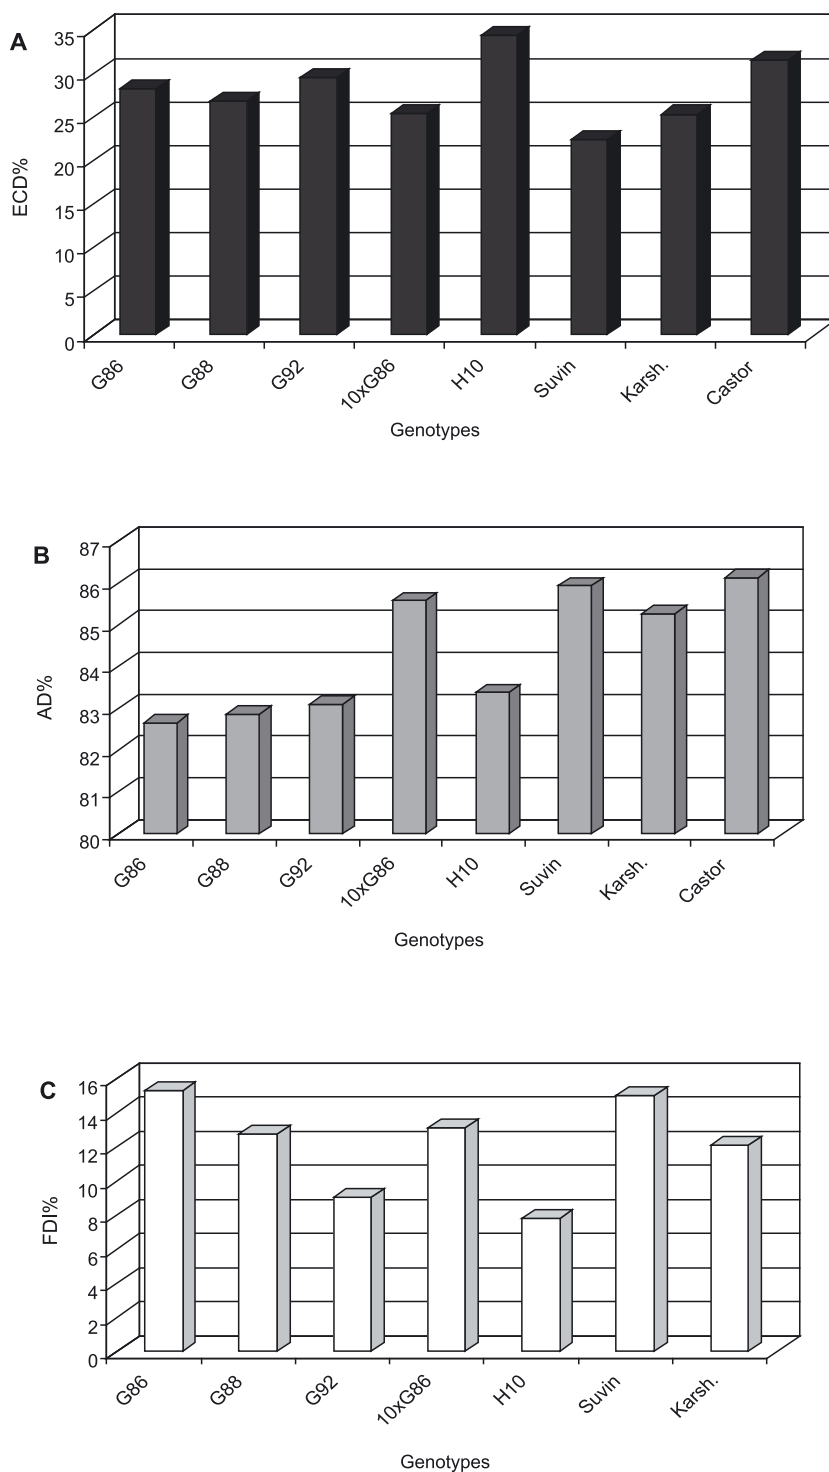 A
35
30
25
20
15
10
5
0
ECD%
G86 G88 G92 10xG86 H10 Suvin Karsh. Castor
Genotypes
B
87
86
85
84
83
82
81
80
AD%
G86 G88 G92 10xG86 H10 Suvin Karsh. Castor
Genotypes
C
16
14
12
10
8
6
4
2
0
FDI%
G86 G88 G92 10xG86 H10 Suvin Karsh.
Genotypes